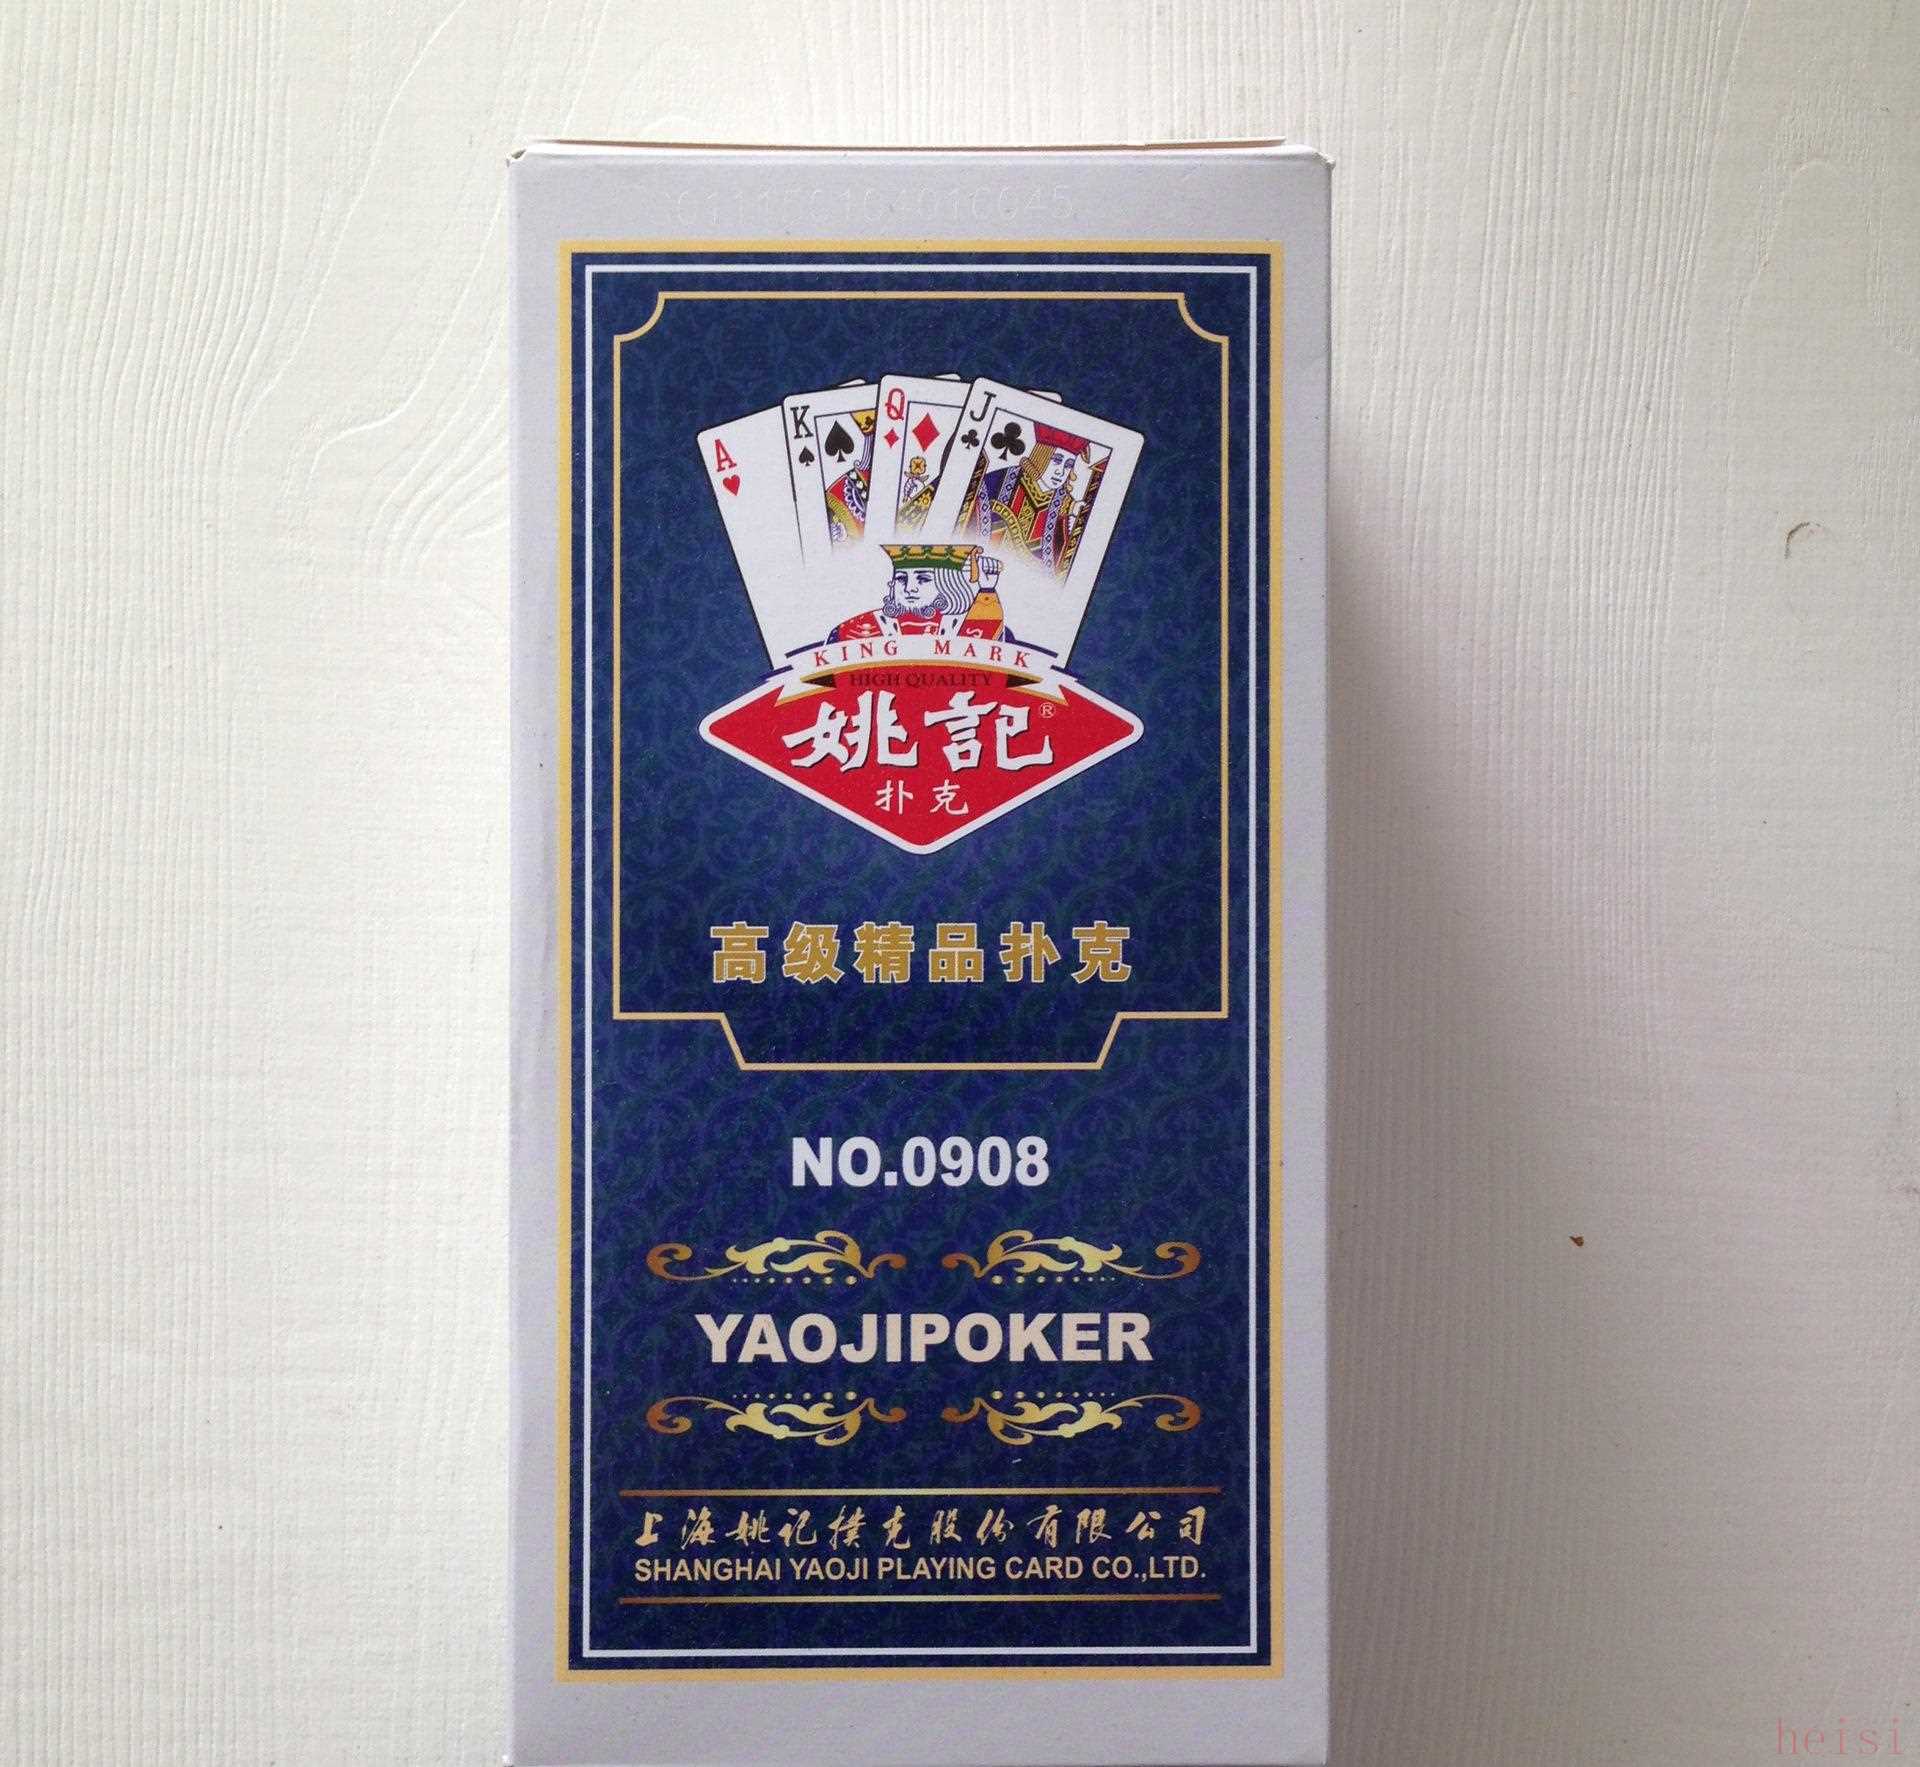 A
K
Q
J
KING MARK
HIGH QUALITY
姚記®
扑克
高级精品扑克
NO.0908
YAOJIPOKER
上海姚记撲克股份有限公司
SHANGHAI YAOJI PLAYING CARD CO.,LTD.
heisi